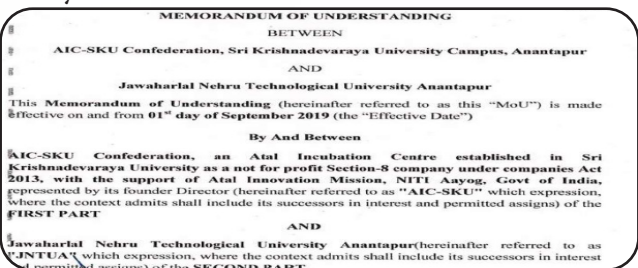 MEMORANDUM OF UNDERSTANDING
BETWEEN
AIC-SKU Confederation, Sri Krishnadevaraya University Campus, Anantapur
AND
Jawaharlal Nehru Technological University Anantapur
This Memorandum of Understanding (hereinafter referred to as this “MoU”) is made
effective on and from 01st day of September 2019 (the “Effective Date”)
By And Between
AIC-SKU Confederation, an Atal Incubation Centre established in Sri
Krishnadevaraya University as a not for profit Section-8 company under companies Act
2013, with the support of Atal Innovation Mission, NITI Aayog, Govt of India,
represented by its founder Director (hereinafter referred to as "AIC-SKU" which expression,
where the context admits shall include its successors in interest and permitted assigns) of the
FIRST PART
AND
Jawaharlal Nehru Technological University Anantapur(hereinafter referred to as
"JNTUA" which expression, where the context admits shall include its successors in interest
and permitted assigns) of the SECOND PART